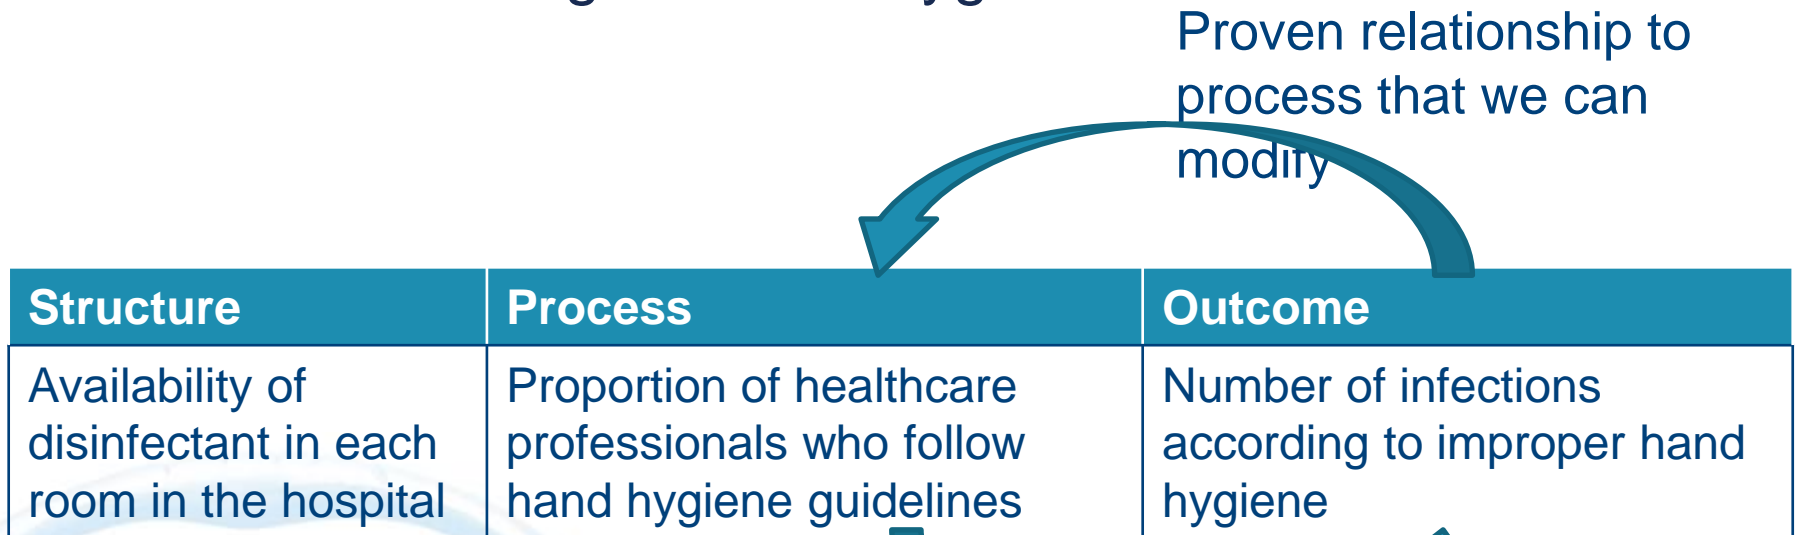 Proven relationship to
process that we can
modify
Structure
Process
Outcome
Availability of
disinfectant in each
room in the hospital
Proportion of healthcare
professionals who follow
hand hygiene guidelines
Number of infections
according to improper hand
hygiene